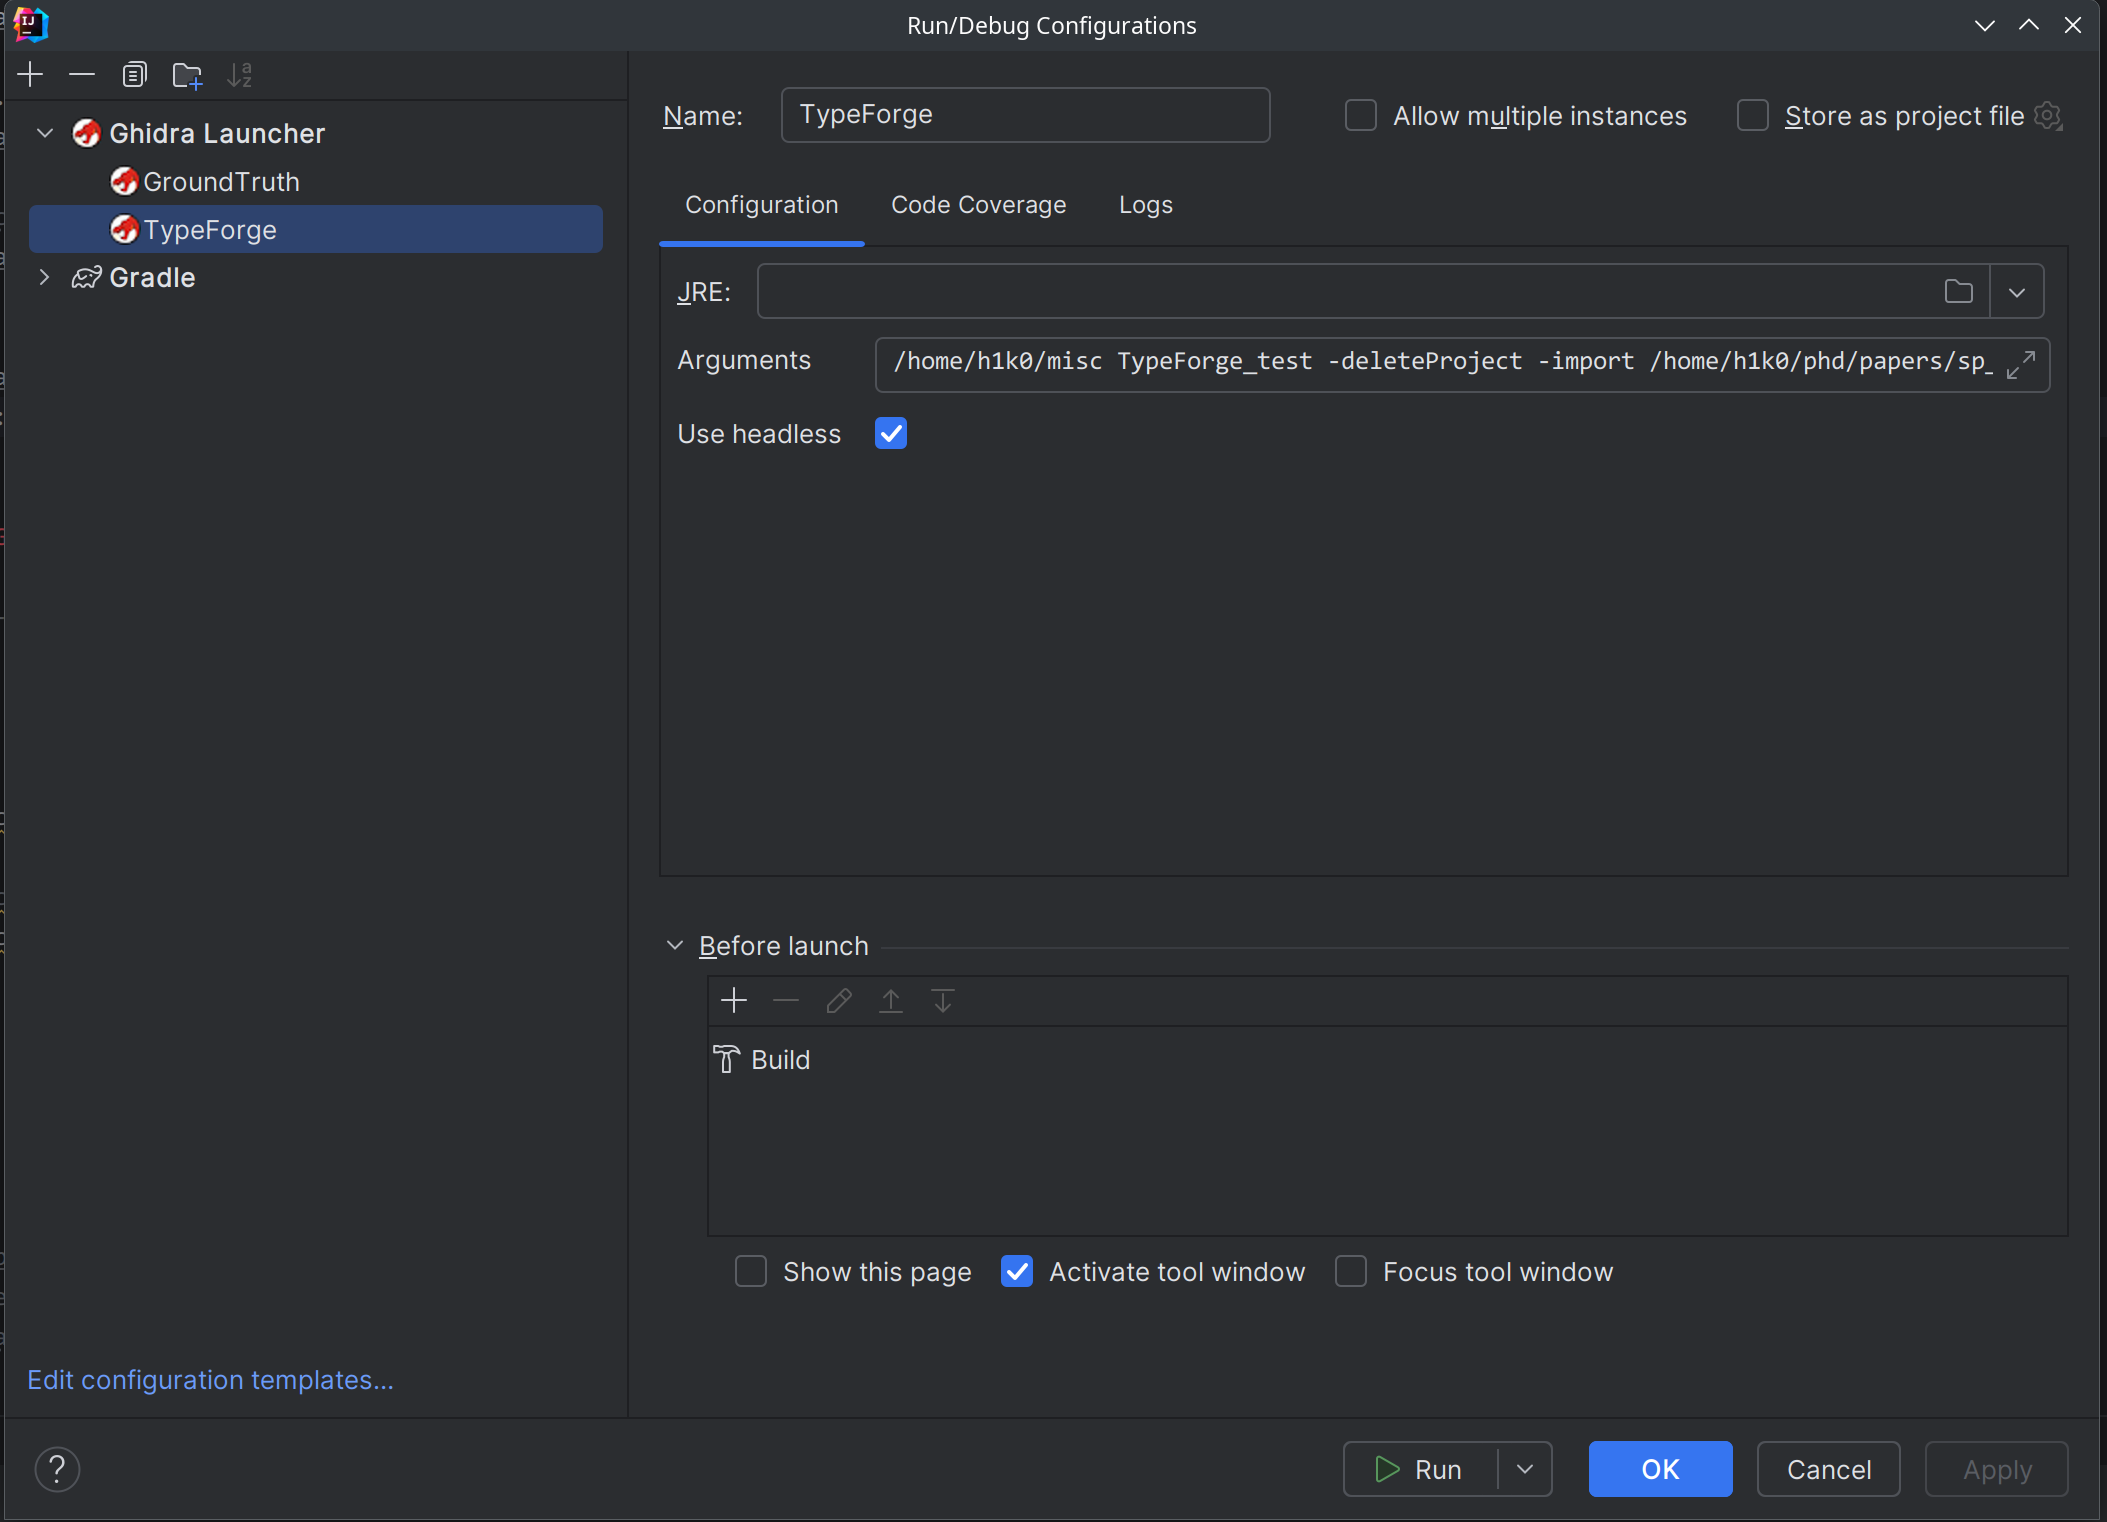 Run/Debug Configurations
Ghidra Launcher
GroundTruth
TypeForge
Gradle
Edit configuration templates...
Name:
TypeForge
Allow multiple instances
Store as project file
Configuration
Code Coverage
Logs
JRE:
Arguments
/home/h1k0/misc TypeForge_test -deleteProject -import /home/h1k0/phd/papers/sp_
Use headless
Before launch
Build
Show this page
Activate tool window
Focus tool window
?
Run
OK
Cancel
Apply